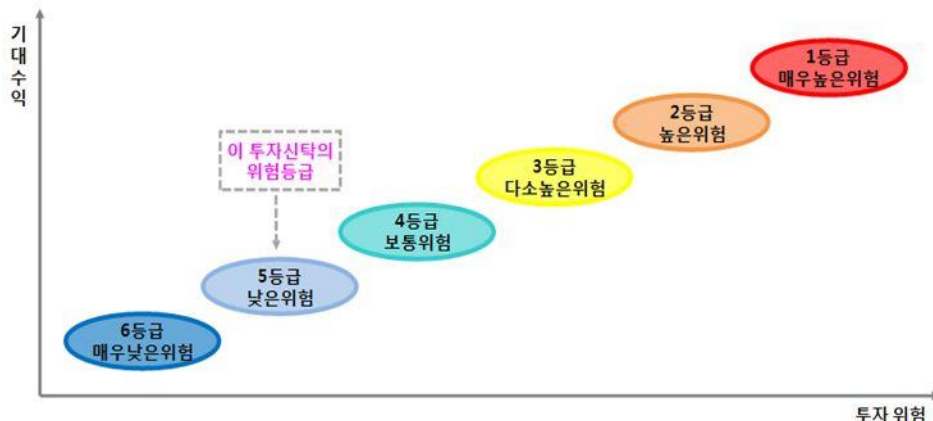 기대수익
1등급
매우높은위험
2등급
높은위험
이 투자신탁의
위험등급
3등급
다소높은위험
4등급
보통위험
5등급
낮은위험
6등급
매우낮은위험
투자 위험